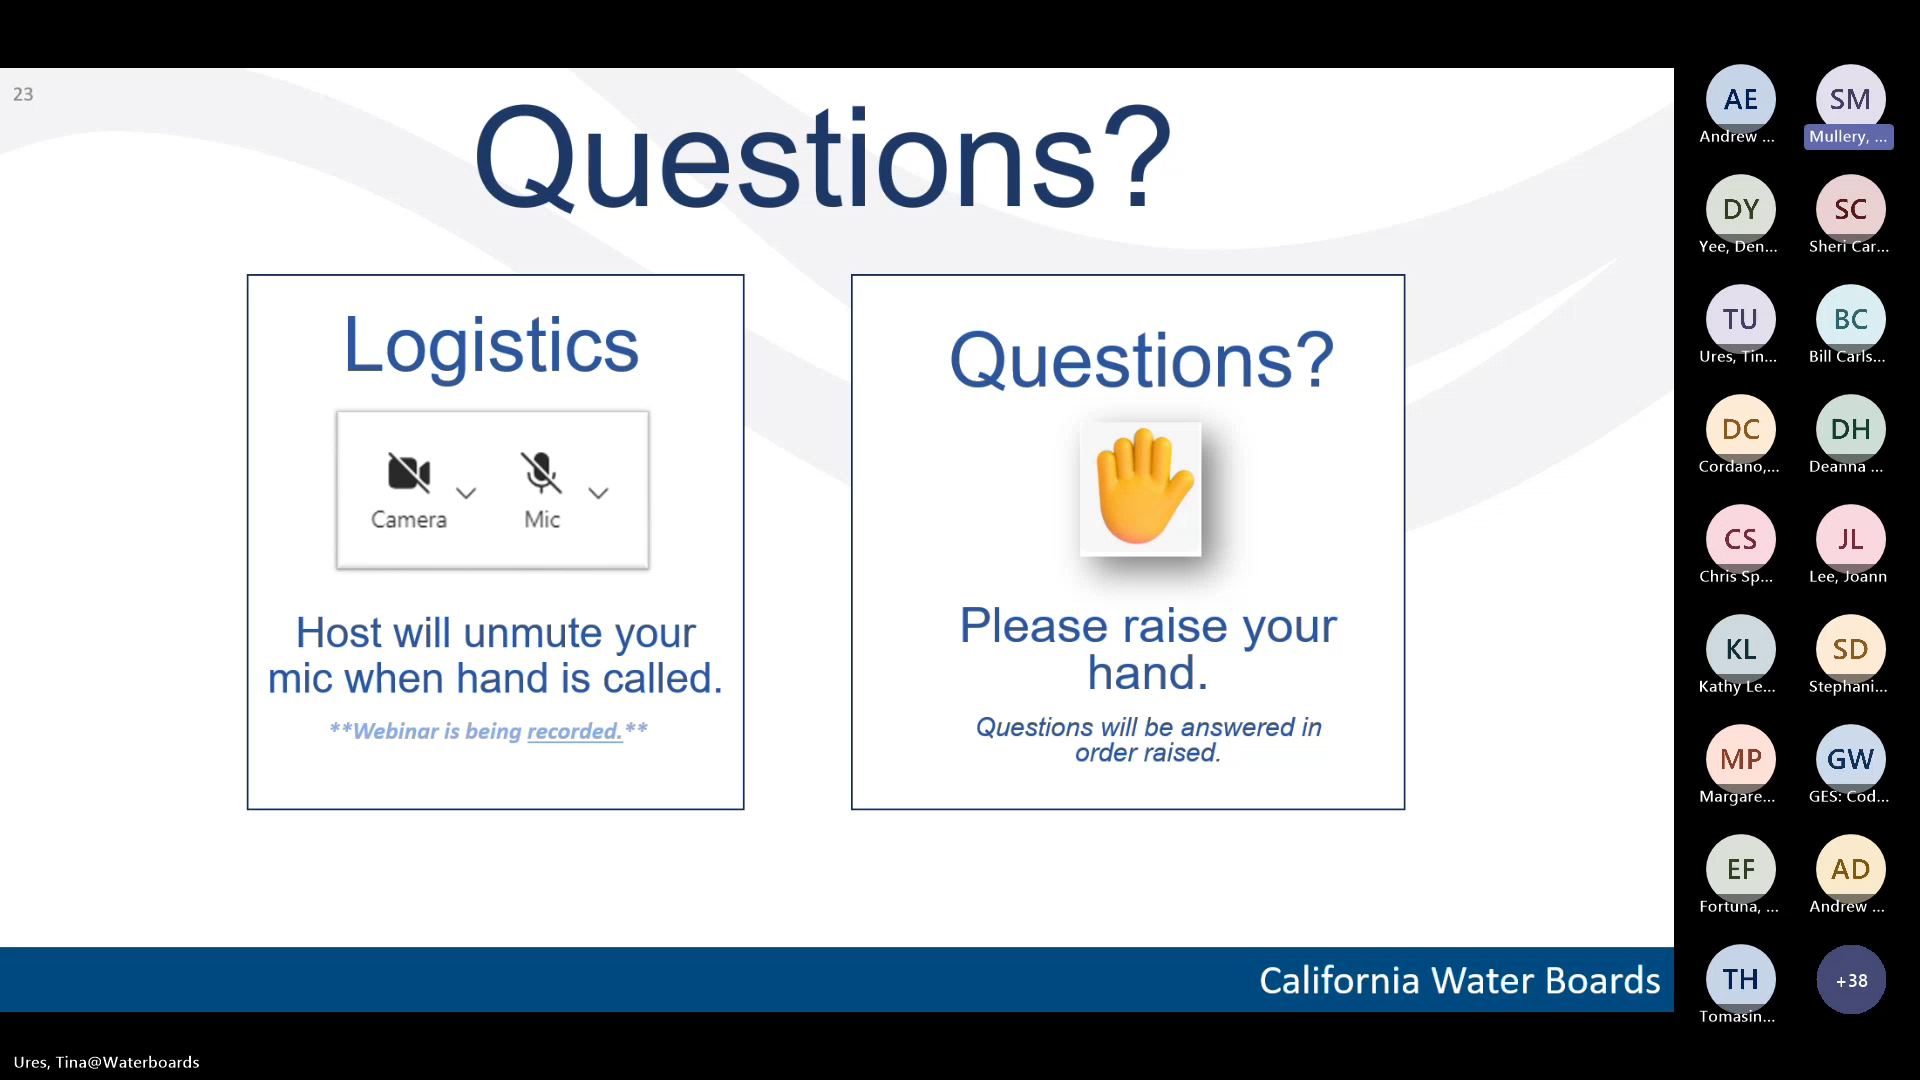 23
Questions?
Logistics
Camera
Mic
Host will unmute your
mic when hand is called.
**Webinar is being recorded.**
Questions?
Please raise your
hand.
Questions will be answered in
order raised.
California Water Boards
AE
Andrew ...
SM
Mullery, ...
DY
Yee, Den...
SC
Sheri Car...
TU
Ures, Tin...
BC
Bill Carls...
DC
Cordano,...
DH
Deanna ...
CS
Chris Sp...
JL
Lee, Joann
KL
Kathy Le...
SD
Stephani...
MP
Margare...
GW
GES: Cod...
EF
Fortuna, ...
AD
Andrew ...
TH
Tomasin...
+38
Ures, Tina@Waterboards